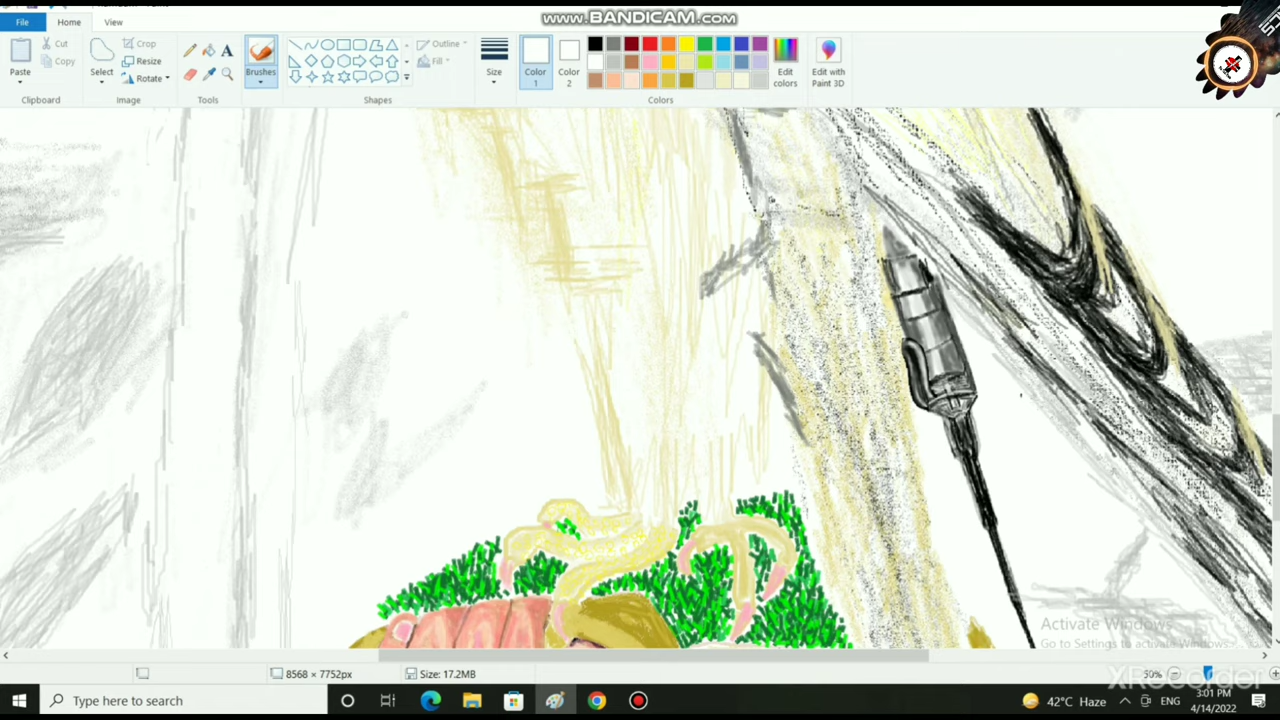 www.BANDICAM.com
File Home View
Cut
Copy
Paste
Crop
Resize
Rotate
Select
A
Brushes
Outline
Fill
Size
Color 1
Color 2
Edit colors
Edit with Paint 3D
Clipboard
Image
Tools
Shapes
Colors
Activate Windows
Go to Settings to activate Windows.
8568 × 7752px
Size: 17.2MB
50%
XRecorder
Type here to search
42°C Haze
ENG
3:01 PM
4/14/2022